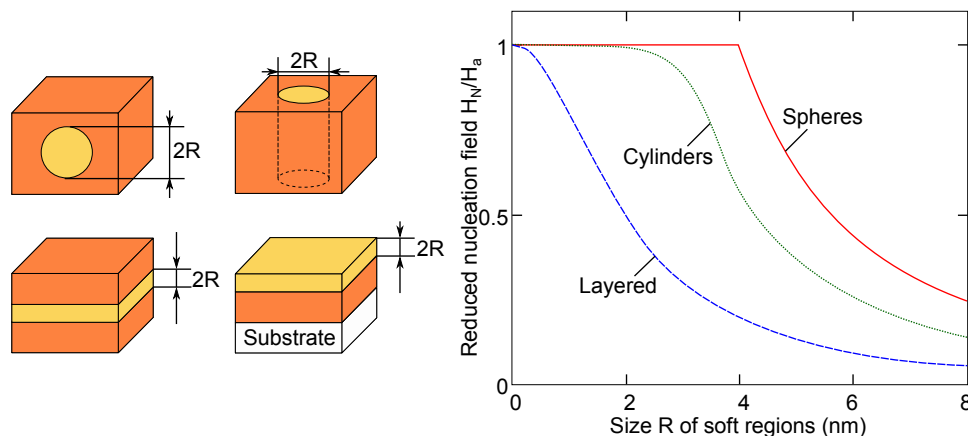 2R
2R
2R
2R
Substrate
Reduced nucleation field H_N/H_a
1
0.5
0
Spheres
Cylinders
Layered
0 2 4 6 8
Size R of soft regions (nm)